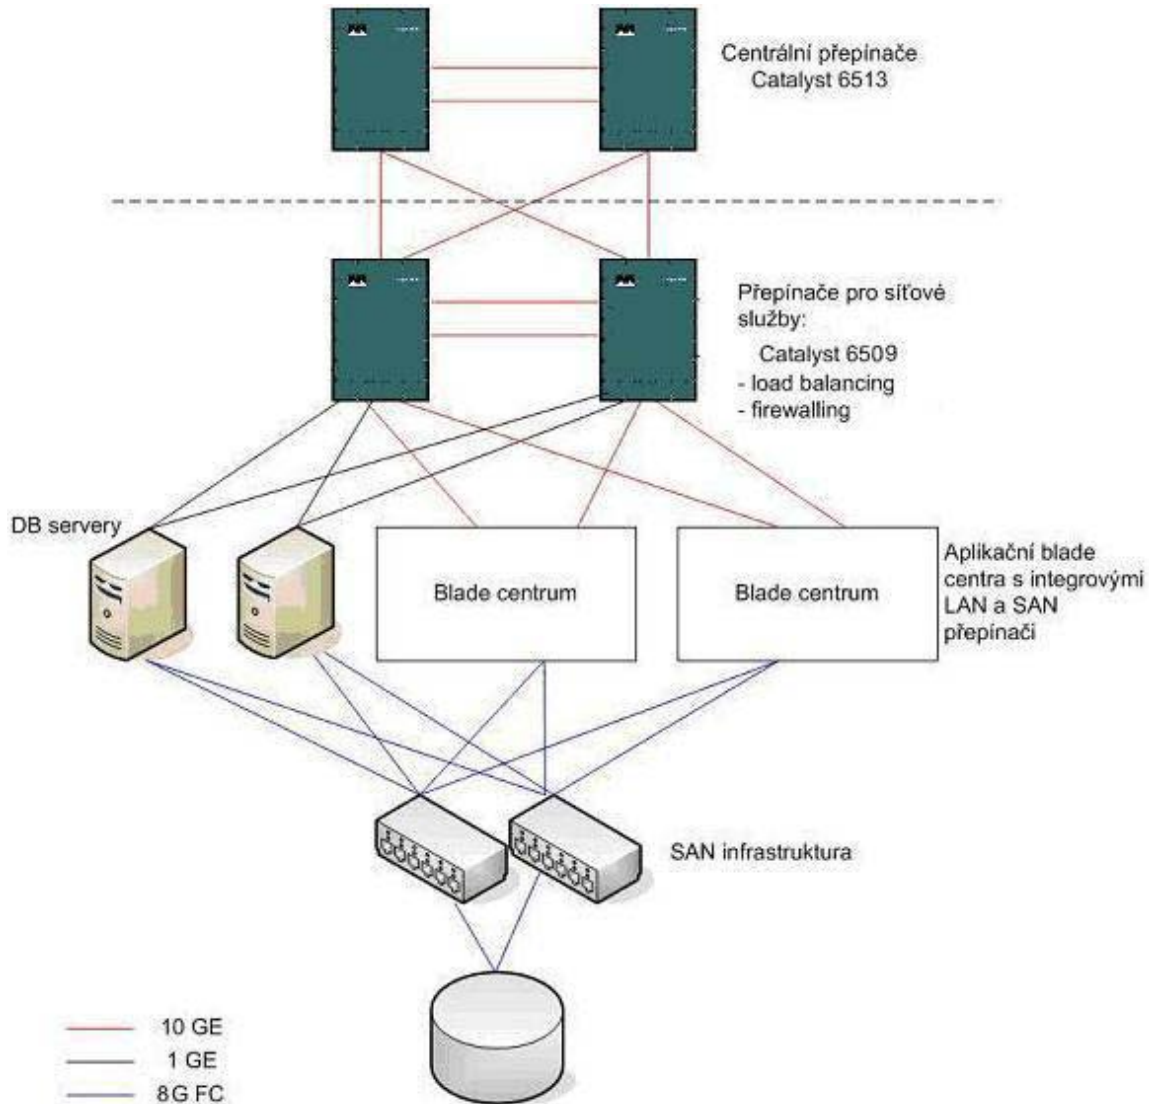 Centrální přepínače
Catalyst 6513
Přepínače pro síťové
služby:
Catalyst 6509
- load balancing
- firewalling
DB servery
Blade centrum
Blade centrum
Aplikační blade
centra s integrovými
LAN a SAN
přepínači
SAN infrastruktura
10 GE
1 GE
8G FC